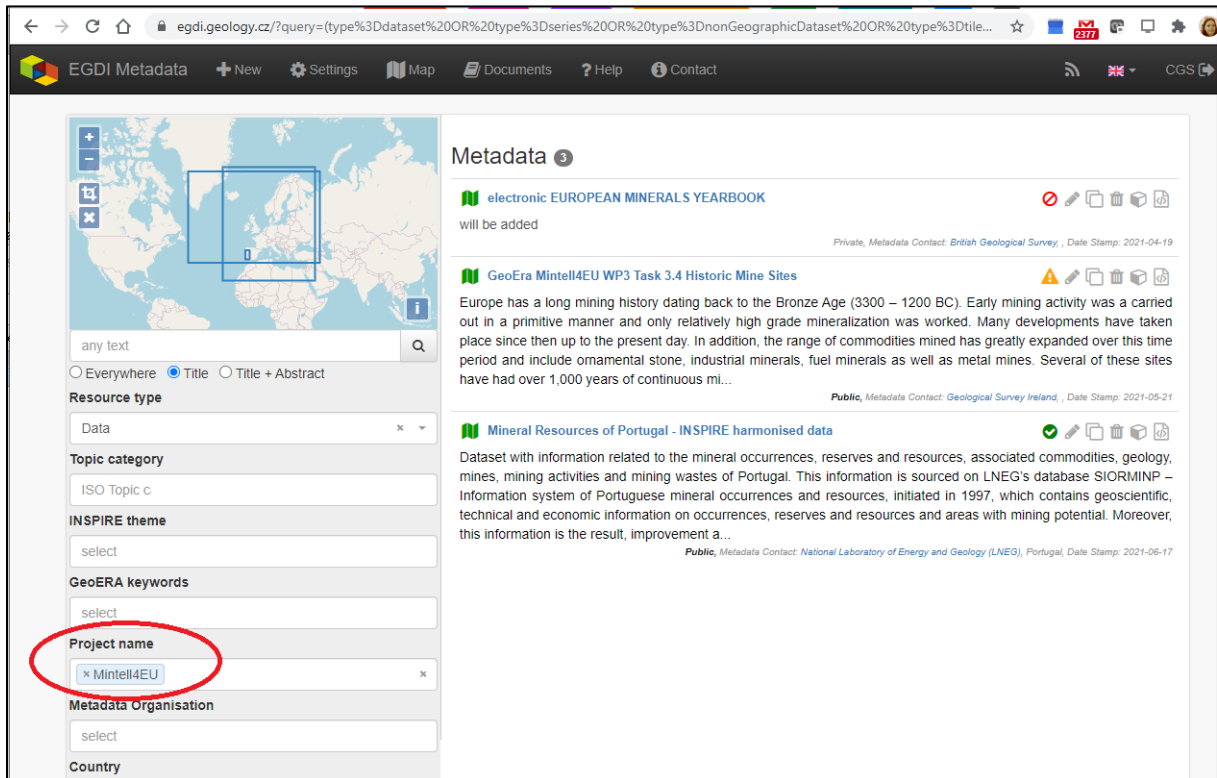 egdi.geology.cz/?query=(type%3Ddataset%20OR%20type%3Dseries%20OR%20type%3DnonGeographicDataset%20OR%20type%3Dtile...
2377
EGDI Metadata
New
Settings
Map
Documents
? Help
Contact
CGS
+
-
i
any text
Everywhere Title Title + Abstract
Resource type
Data
Topic category
ISO Topic c
INSPIRE theme
select
GeoERA keywords
select
Project name
× Mintell4EU
Metadata Organisation
select
Country
Metadata 3
electronic EUROPEAN MINERALS YEARBOOK
will be added
Private, Metadata Contact: British Geological Survey, , Date Stamp: 2021-04-19
GeoEra Mintell4EU WP3 Task 3.4 Historic Mine Sites
Europe has a long mining history dating back to the Bronze Age (3300 – 1200 BC). Early mining activity was a carried
out in a primitive manner and only relatively high grade mineralization was worked. Many developments have taken
place since then up to the present day. In addition, the range of commodities mined has greatly expanded over this time
period and include ornamental stone, industrial minerals, fuel minerals as well as metal mines. Several of these sites
have had over 1,000 years of continuous mi...
Public, Metadata Contact: Geological Survey Ireland, , Date Stamp: 2021-05-21
Mineral Resources of Portugal - INSPIRE harmonised data
Dataset with information related to the mineral occurrences, reserves and resources, associated commodities, geology,
mines, mining activities and mining wastes of Portugal. This information is sourced on LNEG's database SIORMINP –
Information system of Portuguese mineral occurrences and resources, initiated in 1997, which contains geoscientific,
technical and economic information on occurrences, reserves and resources and areas with mining potential. Moreover,
this information is the result, improvement a...
Public, Metadata Contact: National Laboratory of Energy and Geology (LNEG), Portugal, Date Stamp: 2021-06-17